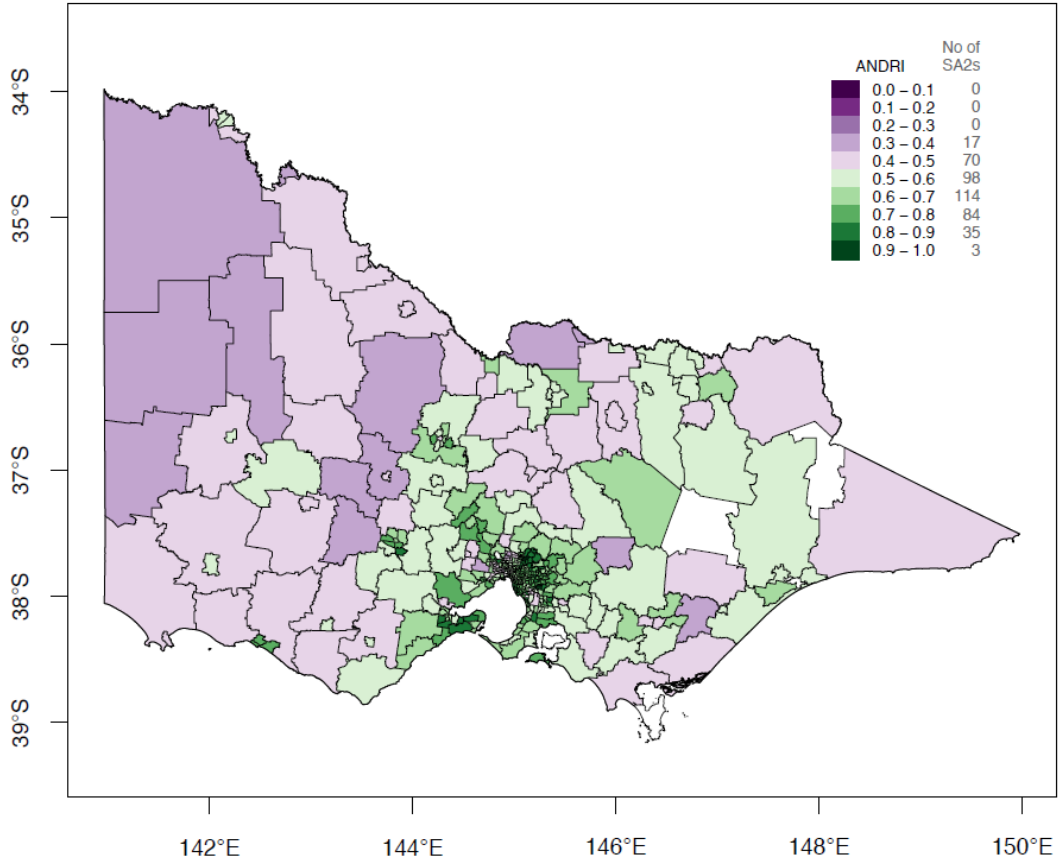 No of
ANDRI SA2s
0.0 – 0.1 0
0.1 – 0.2 0
0.2 – 0.3 0
0.3 – 0.4 17
0.4 – 0.5 70
0.5 – 0.6 98
0.6 – 0.7 114
0.7 – 0.8 84
0.8 – 0.9 35
0.9 – 1.0 3
34°S
35°S
36°S
37°S
38°S
39°S
142°E 144°E 146°E 148°E 150°E